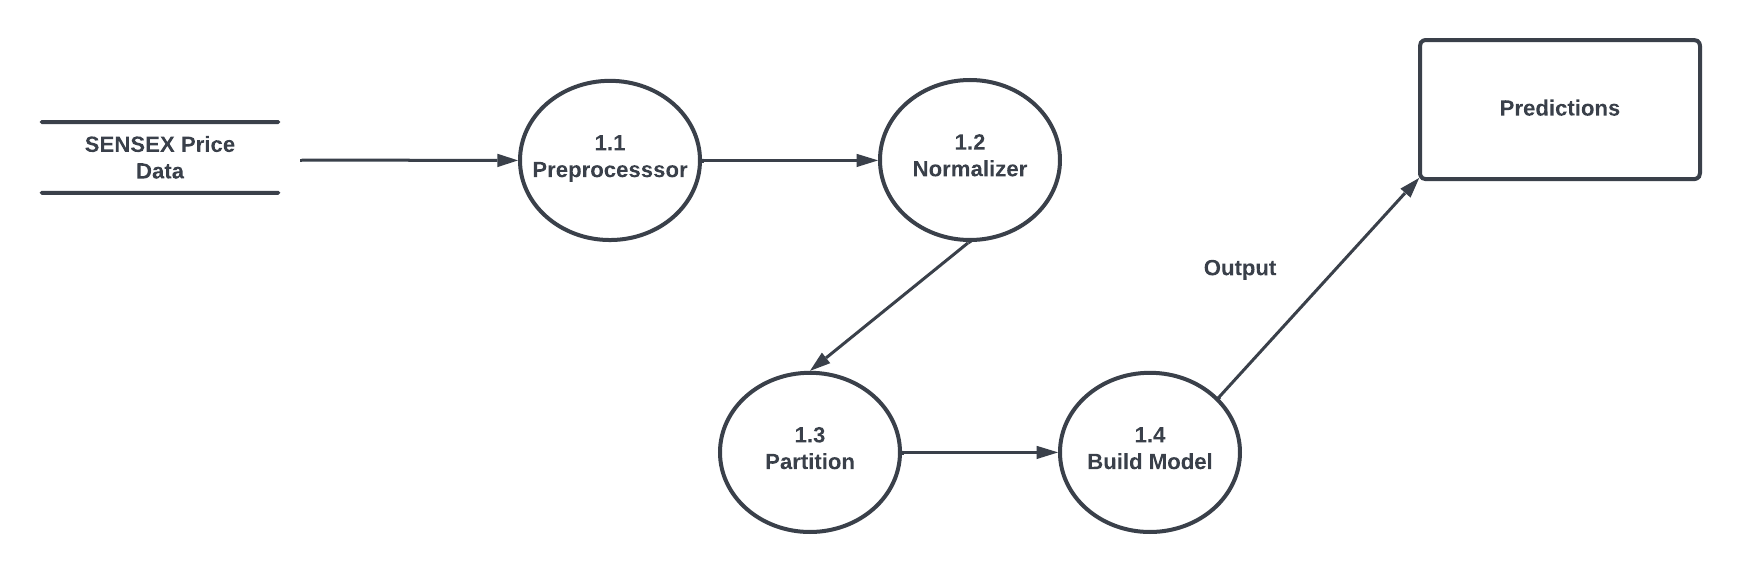 SENSEX Price
Data
1.1
Preprocesssor
1.2
Normalizer
Predictions
Output
1.3
Partition
1.4
Build Model